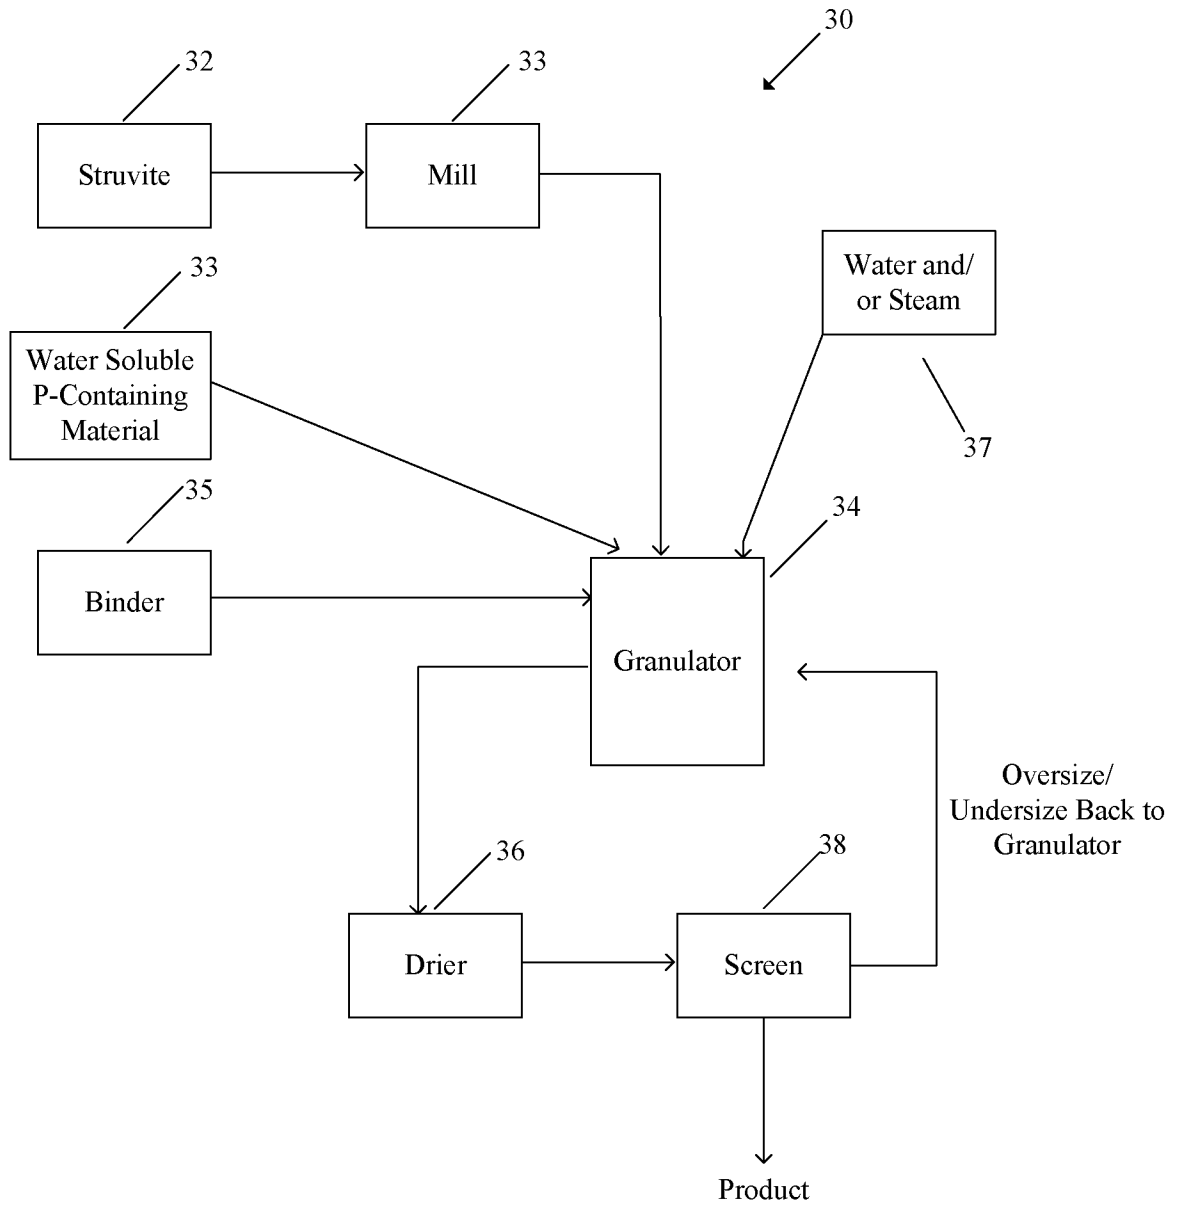 30
32
33
Struvite
Mill
33
Water and/
or Steam
Water Soluble
P-Containing
Material
37
35
34
Binder
Granulator
Oversize/
Undersize Back to
Granulator
36
38
Drier
Screen
Product